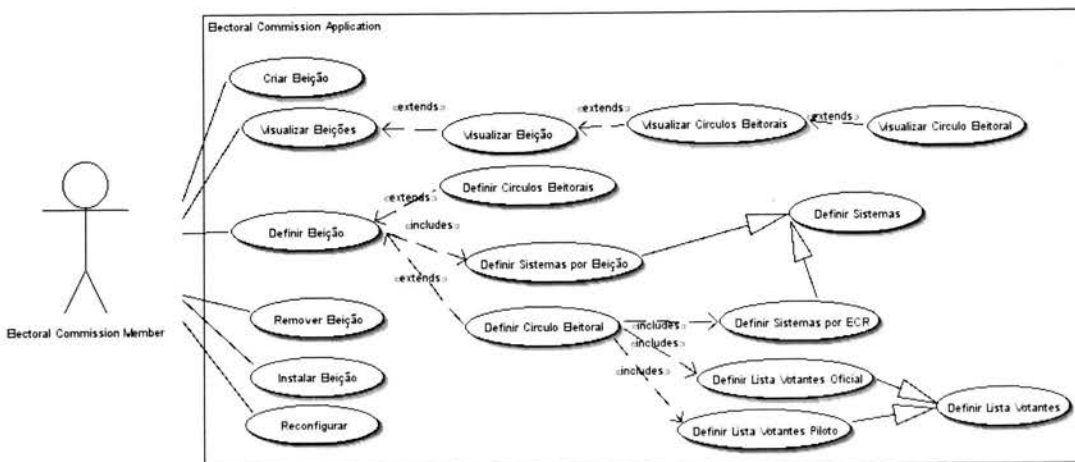 Electoral Commission Application
Criar Eleição
Visualizar Eleições
«extends»
Visualizar Eleição
«extends»
Visualizar Circulos Eleitorais
«extends»
Visualizar Circulo Eleitoral
Definir Circulos Eleitorais
«extends»
Definir Eleição
«includes»
Definir Sistemas
Definir Sistemas por Eleição
«extends»
Electoral Commission Member
Remover Eleição
Definir Circulo Eleitoral
«includes»
Definir Sistemas por ECR
«includes»
«includes»
Instalar Eleição
Definir Lista Votantes Oficial
Definir Lista Votantes
Reconfigurar
Definir Lista Votantes Piloto